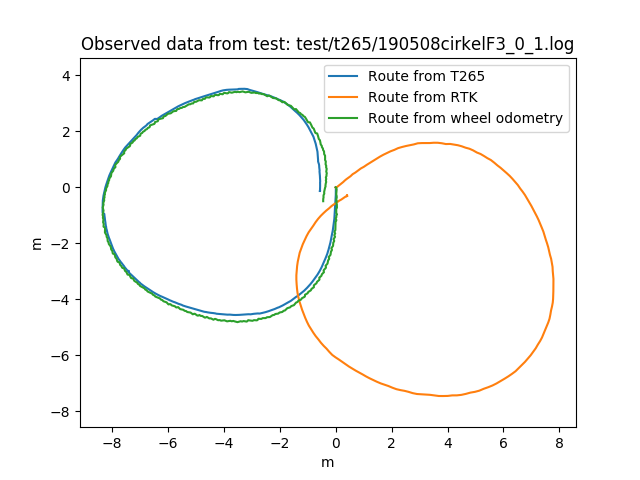 Observed data from test: test/t265/190508cirkelF3_0_1.log
Route from T265
Route from RTK
Route from wheel odometry
4
2
0
−2
−4
−6
−8
m
−8 −6 −4 −2 0 2 4 6 8
m